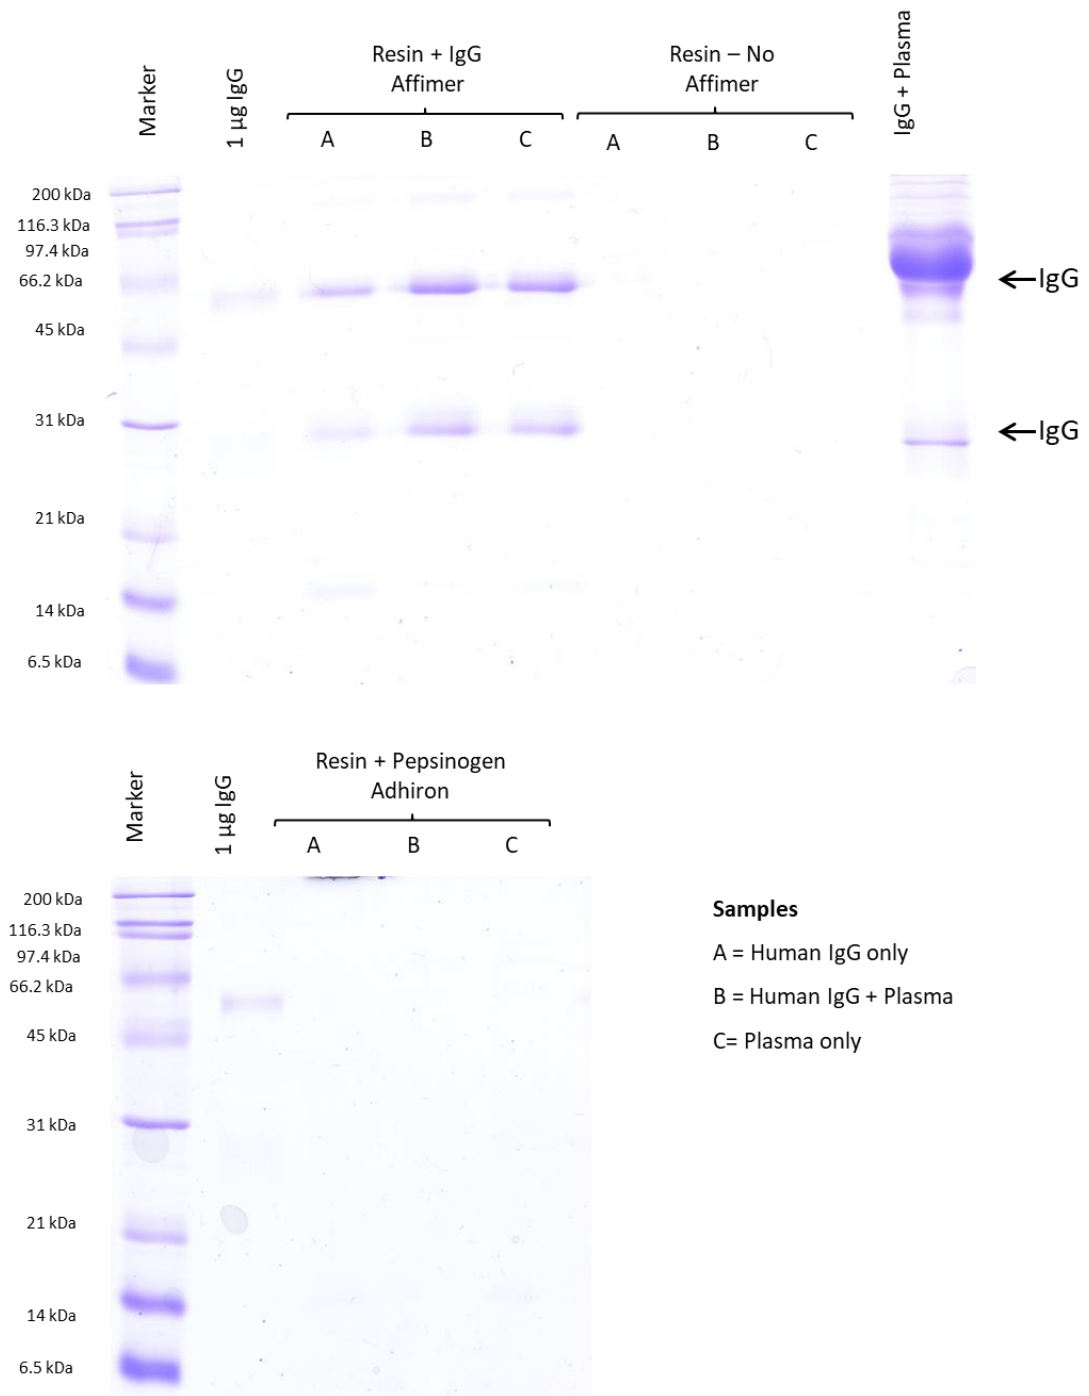 Marker
1 µg IgG
Resin + IgG
Affimer
A B C
Resin – No
Affimer
A B C
IgG + Plasma
200 kDa
116.3 kDa
97.4 kDa
66.2 kDa
45 kDa
31 kDa
21 kDa
14 kDa
6.5 kDa
IgG
IgG
Marker
1 µg IgG
Resin + Pepsinogen
Adhiron
A B C
200 kDa
116.3 kDa
97.4 kDa
66.2 kDa
45 kDa
31 kDa
21 kDa
14 kDa
6.5 kDa
Samples
A = Human IgG only
B = Human IgG + Plasma
C= Plasma only